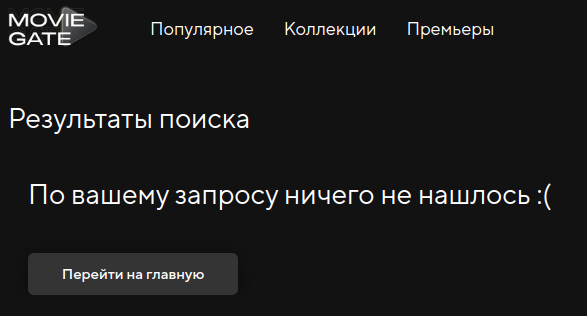 MOVIE
GATE
Популярное Коллекции Премьеры
Результаты поиска
По вашему запросу ничего не нашлось :(
Перейти на главную